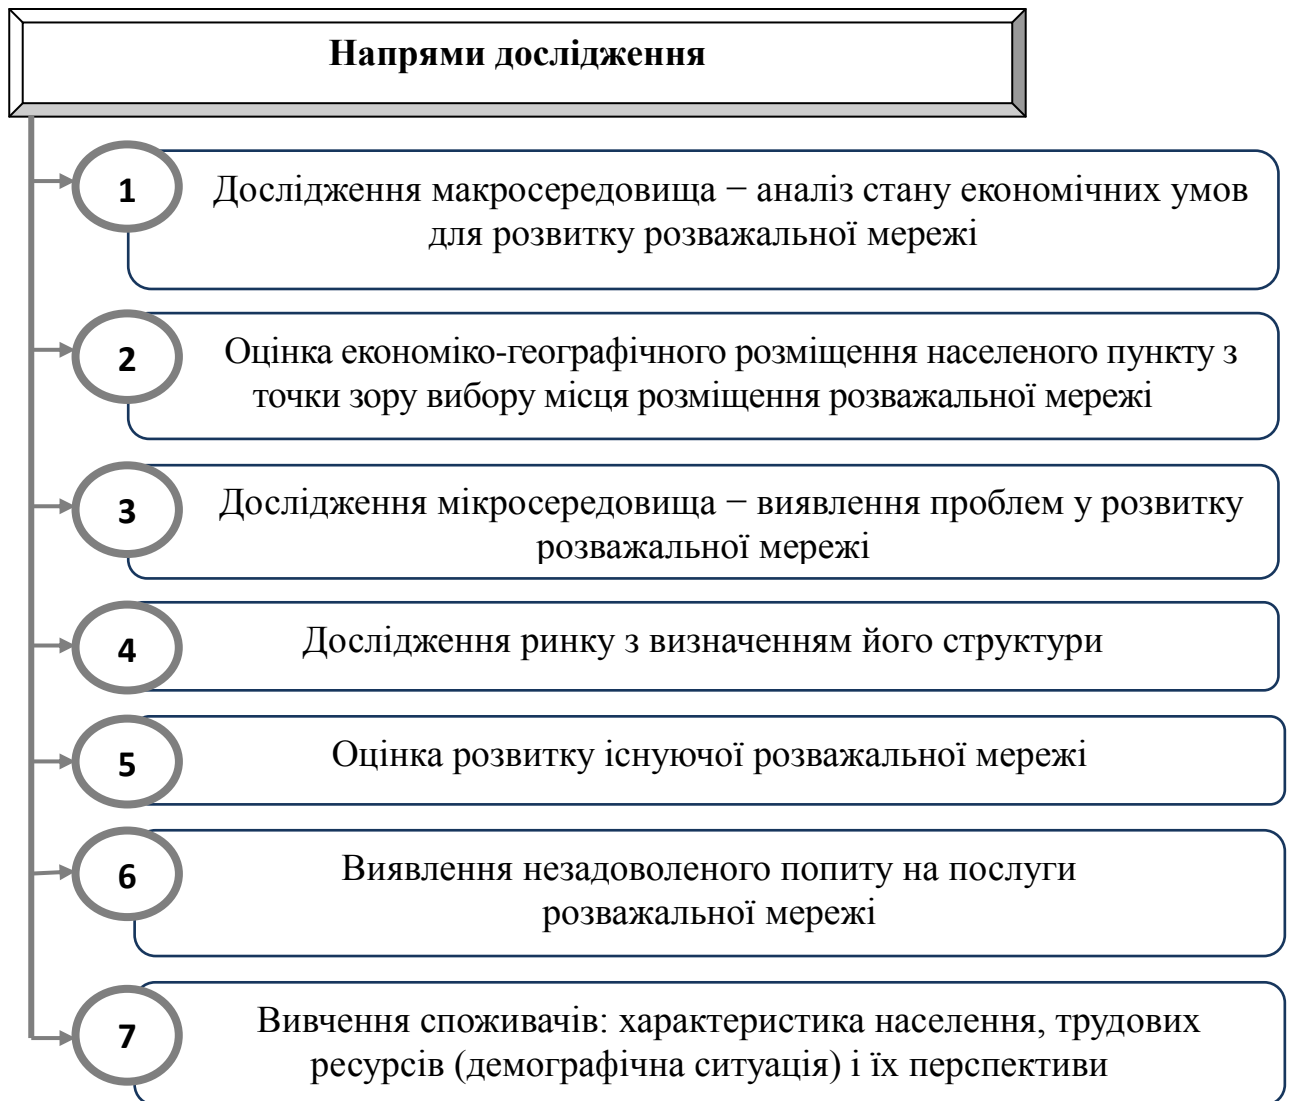 Напрями дослідження
1
Дослідження макросередовища − аналіз стану економічних умов
для розвитку розважальної мережі
2
Оцінка економіко-географічного розміщення населеного пункту з
точки зору вибору місця розміщення розважальної мережі
3
Дослідження мікросередовища − виявлення проблем у розвитку
розважальної мережі
4
Дослідження ринку з визначенням його структури
5
Оцінка розвитку існуючої розважальної мережі
6
Виявлення незадоволеного попиту на послуги
розважальної мережі
7
Вивчення споживачів: характеристика населення, трудових
ресурсів (демографічна ситуація) і їх перспективи